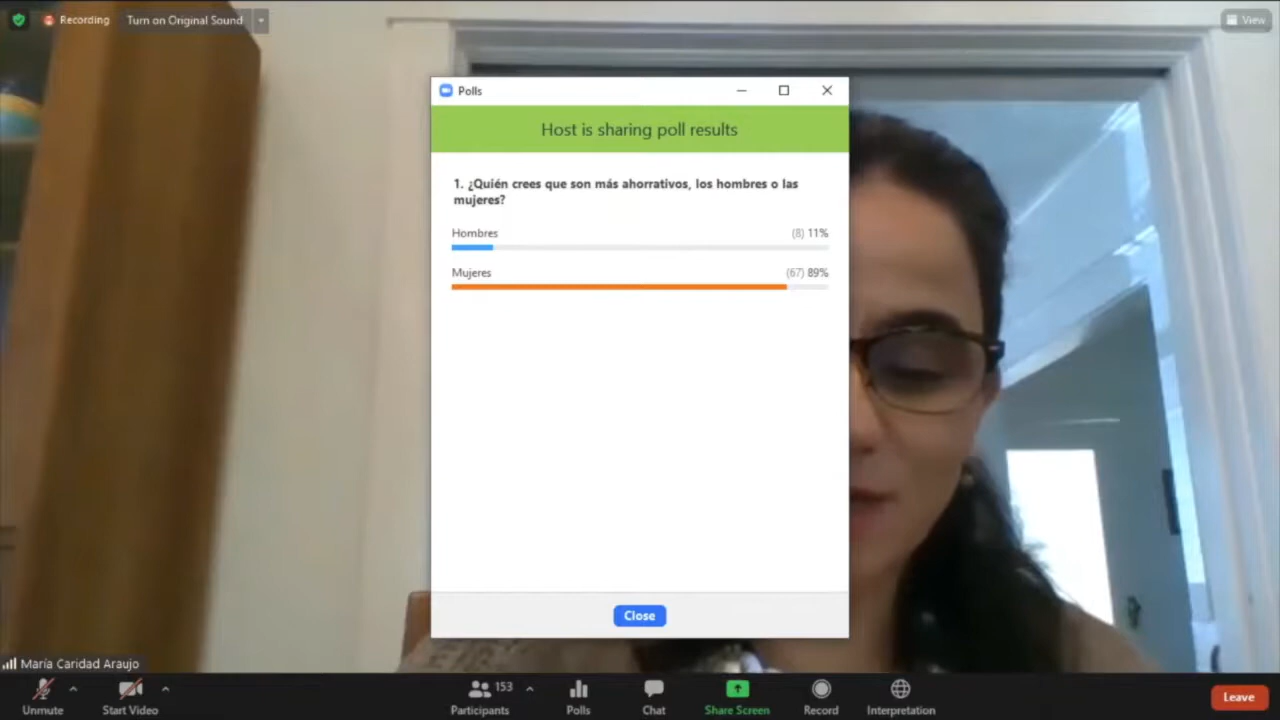 Recording
Turn on Original Sound
View
Polls
Host is sharing poll results
1. ¿Quién crees que son más ahorrativos, los hombres o las
mujeres?
Hombres (8) 11%
Mujeres (67) 89%
Close
María Caridad Araujo
Unmute
Start Video
153
Participants
Polls
Chat
Share Screen
Record
Interpretation
Leave